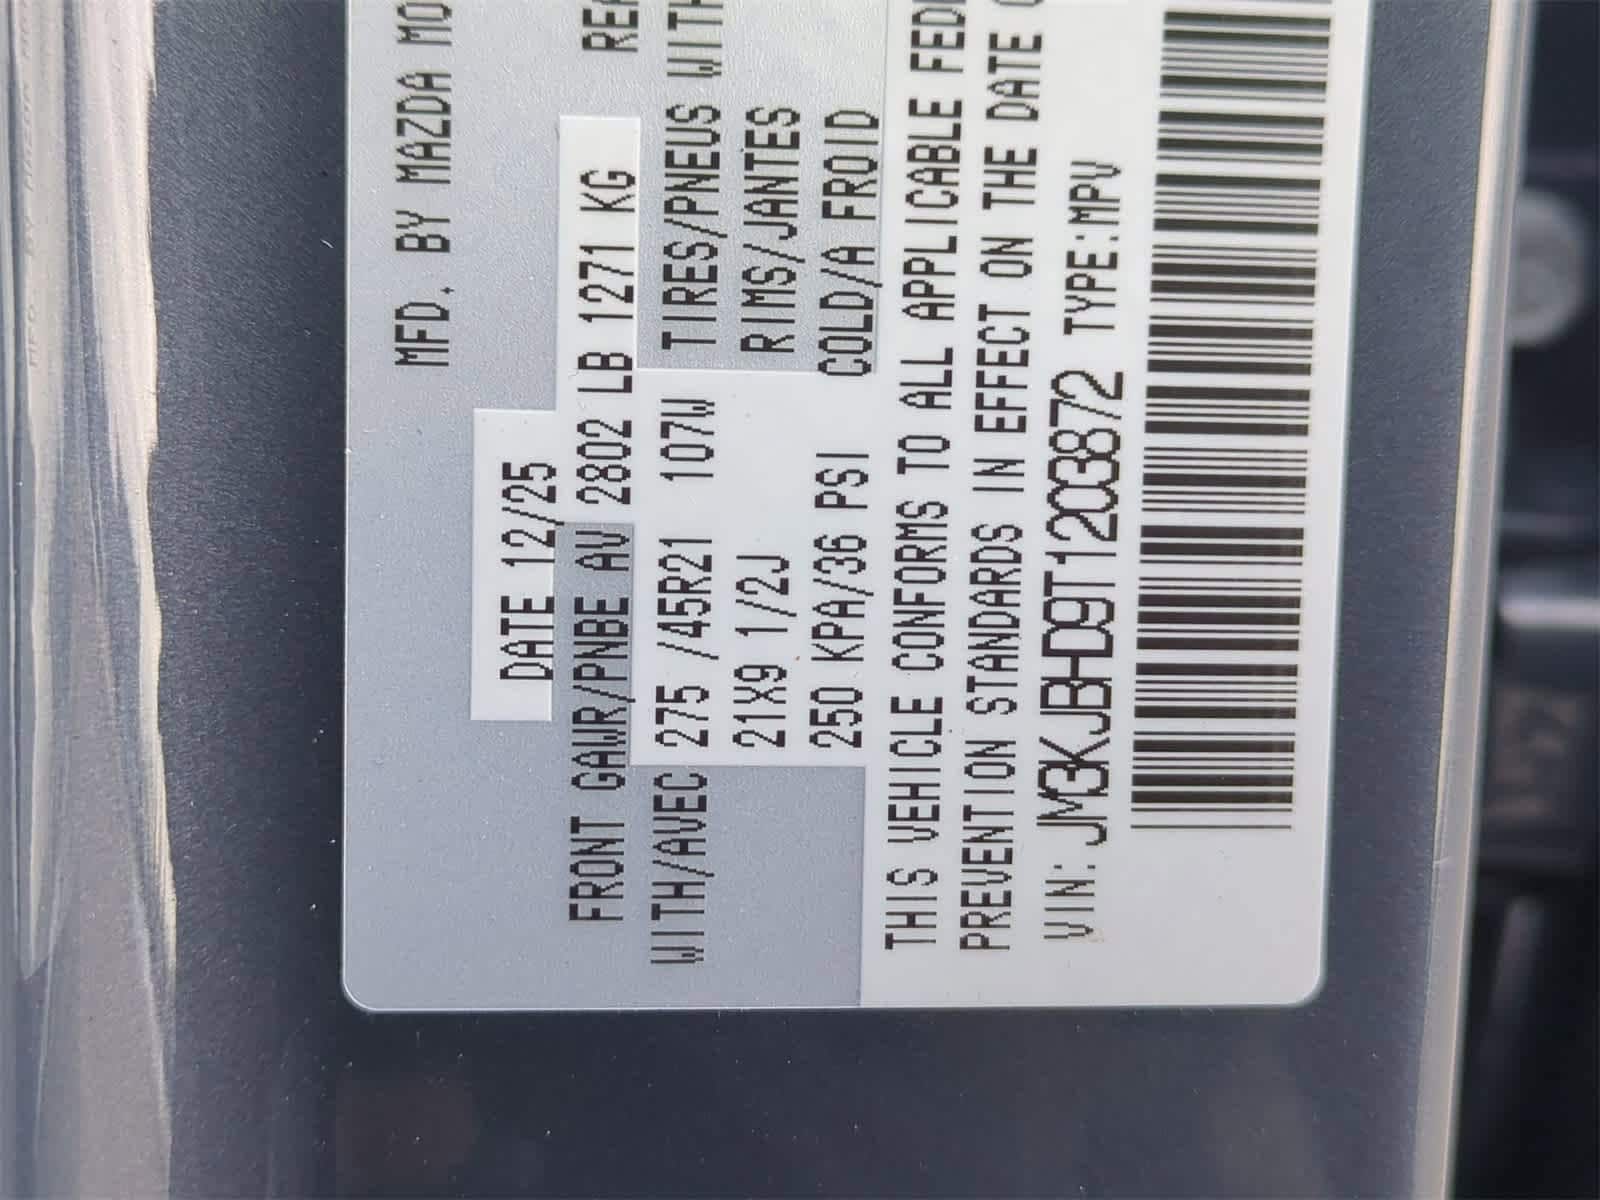 MFD. BY MAZDA MO
DATE 12/25
FRONT GAWR/PNBE AV 2802 LB 1271 KG
WITH/AVEC 275 /45R21 107W TIRES/PNEUS WITH
21X9 1/2J RIMS/JANTES
250 KPA/36 PSI COLD/A FROID
THIS VEHICLE CONFORMS TO ALL APPLICABLE FED
PREVENTION STANDARDS IN EFFECT ON THE DATE O
VIN: JM3KJBHD9T1203872 TYPE:MPV